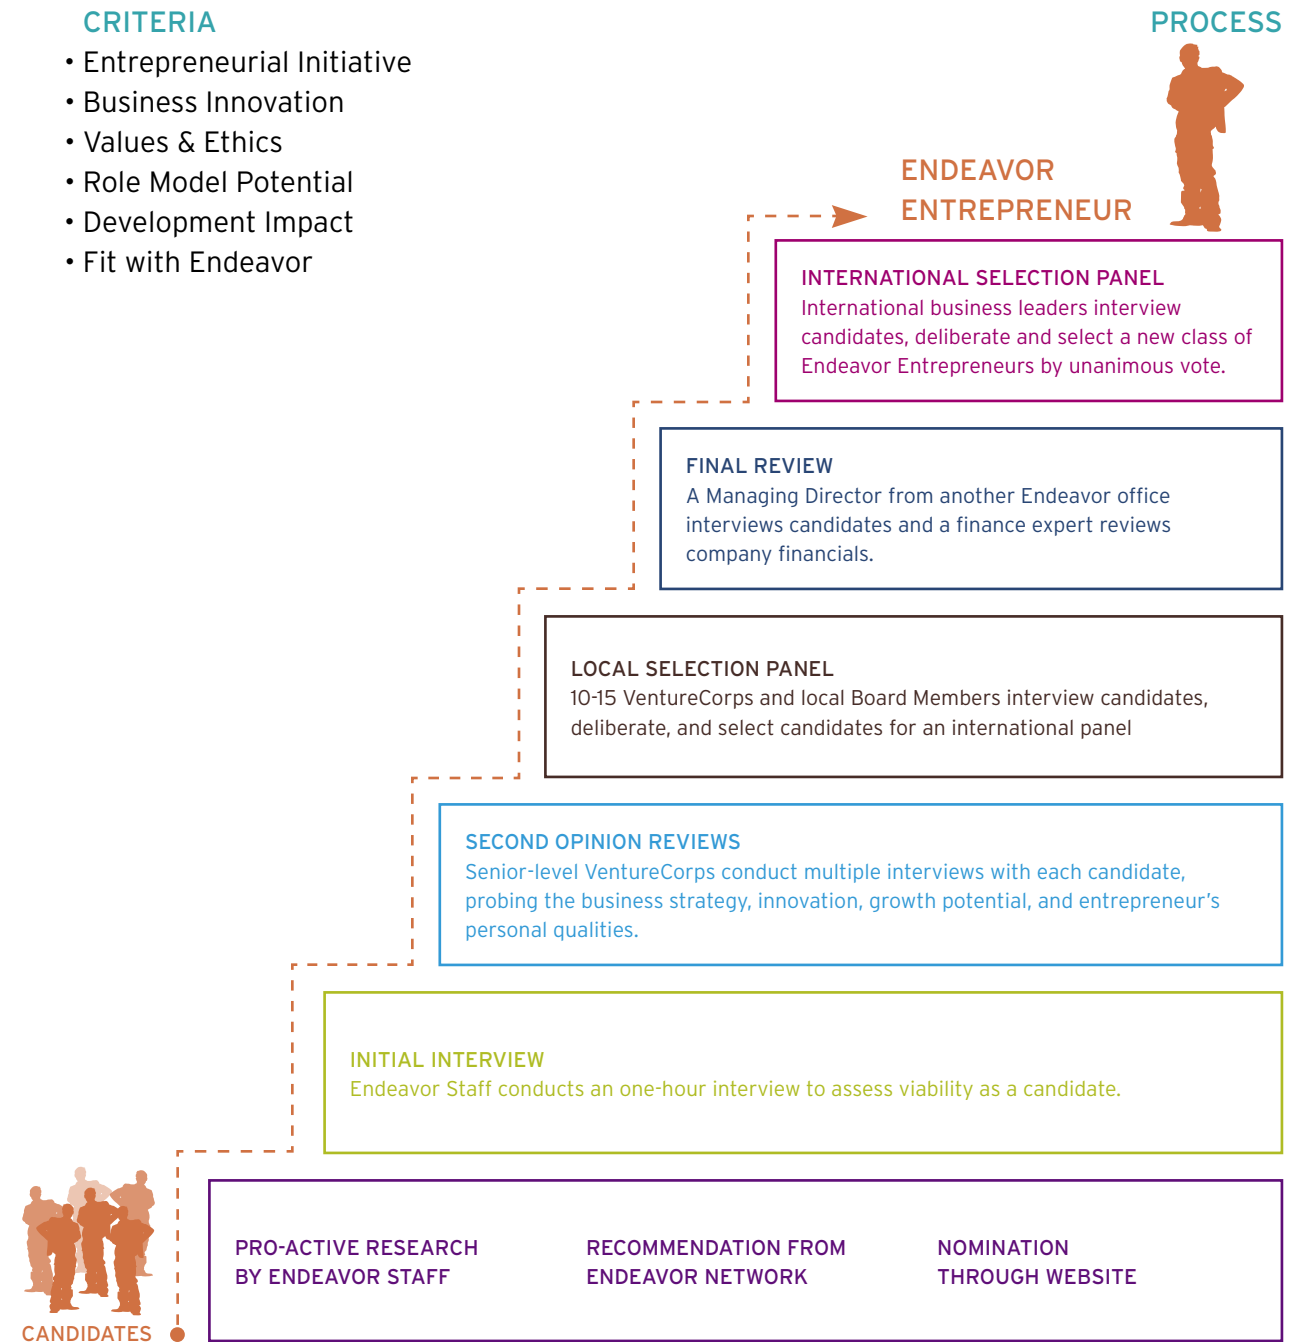 CRITERIA
• Entrepreneurial Initiative
• Business Innovation
• Values & Ethics
• Role Model Potential
• Development Impact
• Fit with Endeavor
PROCESS
ENDEAVOR
ENTREPRENEUR
INTERNATIONAL SELECTION PANEL
International business leaders interview
candidates, deliberate and select a new class of
Endeavor Entrepreneurs by unanimous vote.
FINAL REVIEW
A Managing Director from another Endeavor office
interviews candidates and a finance expert reviews
company financials.
LOCAL SELECTION PANEL
10-15 VentureCorps and local Board Members interview candidates,
deliberate, and select candidates for an international panel
SECOND OPINION REVIEWS
Senior-level VentureCorps conduct multiple interviews with each candidate,
probing the business strategy, innovation, growth potential, and entrepreneur’s
personal qualities.
INITIAL INTERVIEW
Endeavor Staff conducts an one-hour interview to assess viability as a candidate.
PRO-ACTIVE RESEARCH
BY ENDEAVOR STAFF
RECOMMENDATION FROM
ENDEAVOR NETWORK
NOMINATION
THROUGH WEBSITE
CANDIDATES